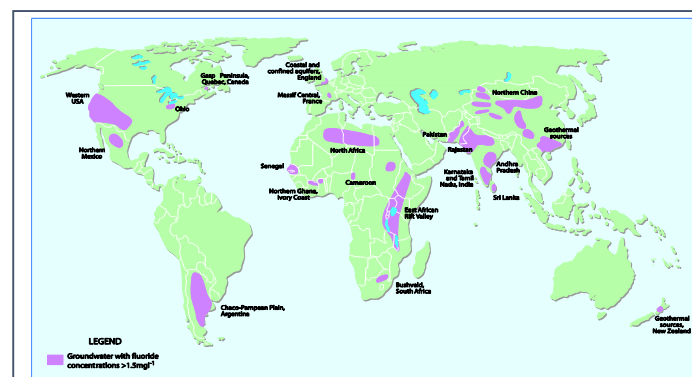 Gasp Peninsula,
Quebec, Canada
Western
USA
Ohio
Northern
Mexico
Coastal and
confined aquifers,
England
Massif Central,
France
Northern China
Geothermal
sources
Pakistan
Rajastan
North Africa
Senegal
Cameroon
Northern Ghana,
Ivory Coast
Karnataka
and Tamil
Nadu, India
Andhra
Pradesh
Sri Lanka
East African
Rift Valley
Bushveld,
South Africa
Chaco-Pampean Plain,
Argentina
Geothermal
sources,
New Zealand
LEGEND
Groundwater with fluoride
concentrations >1.5mgl⁻¹